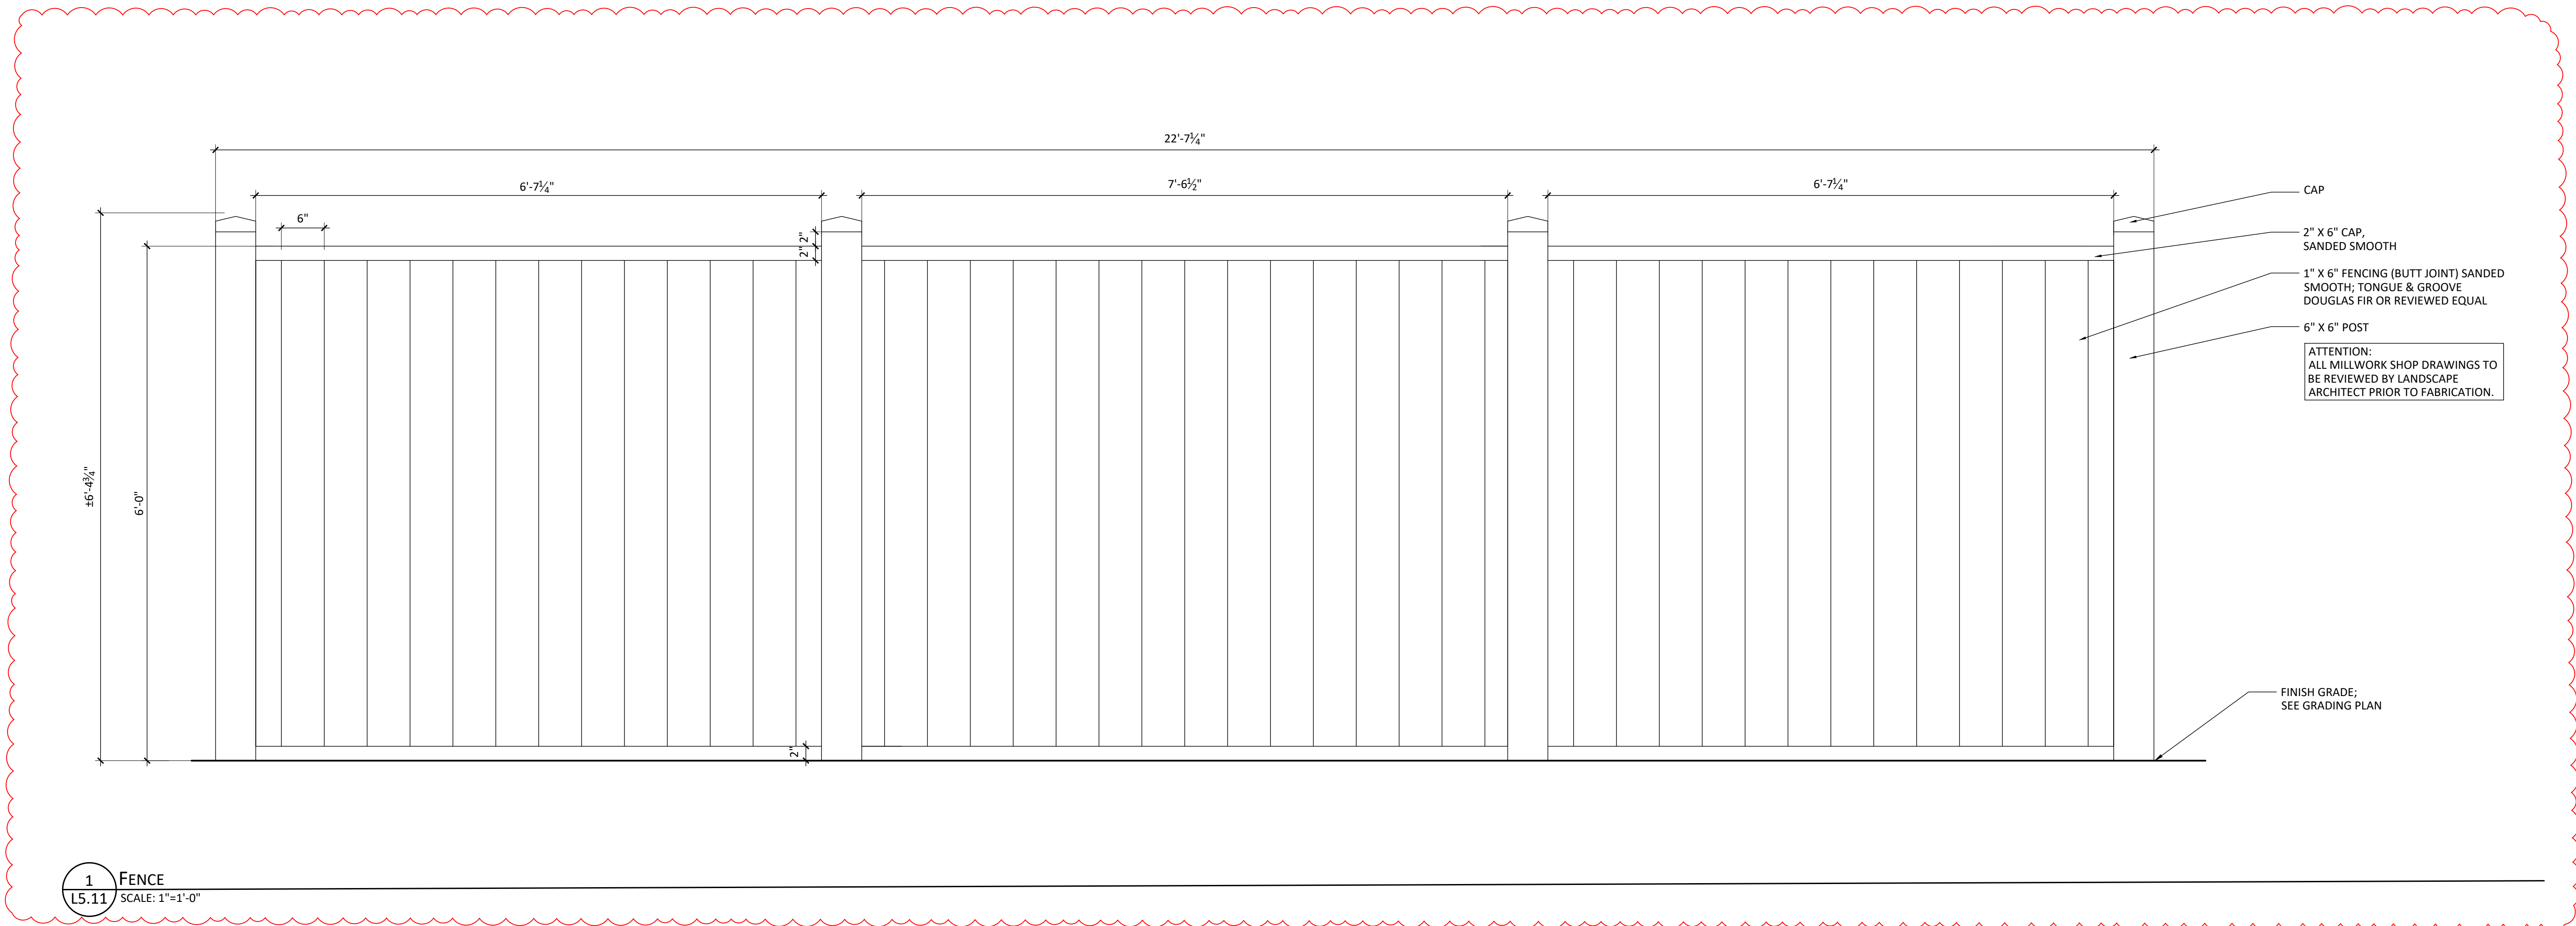 22'-7¼"
6'-7¼"
7'-6½"
6'-7¼"
6"
2"
2"
±6'-4¾"
6'-0"
2"
CAP
2" X 6" CAP,
SANDED SMOOTH
1" X 6" FENCING (BUTT JOINT) SANDED
SMOOTH; TONGUE & GROOVE
DOUGLAS FIR OR REVIEWED EQUAL
6" X 6" POST
ATTENTION:
ALL MILLWORK SHOP DRAWINGS TO
BE REVIEWED BY LANDSCAPE
ARCHITECT PRIOR TO FABRICATION.
FINISH GRADE;
SEE GRADING PLAN
1
L5.11
FENCE
SCALE: 1"=1'-0"